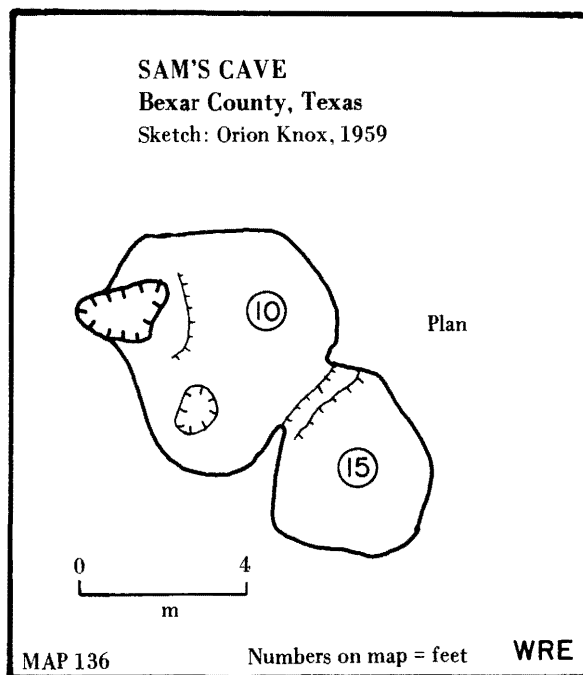 SAM'S CAVE
Bexar County, Texas
Sketch: Orion Knox, 1959
10
Plan
15
0 4
m
MAP 136 Numbers on map = feet WRE